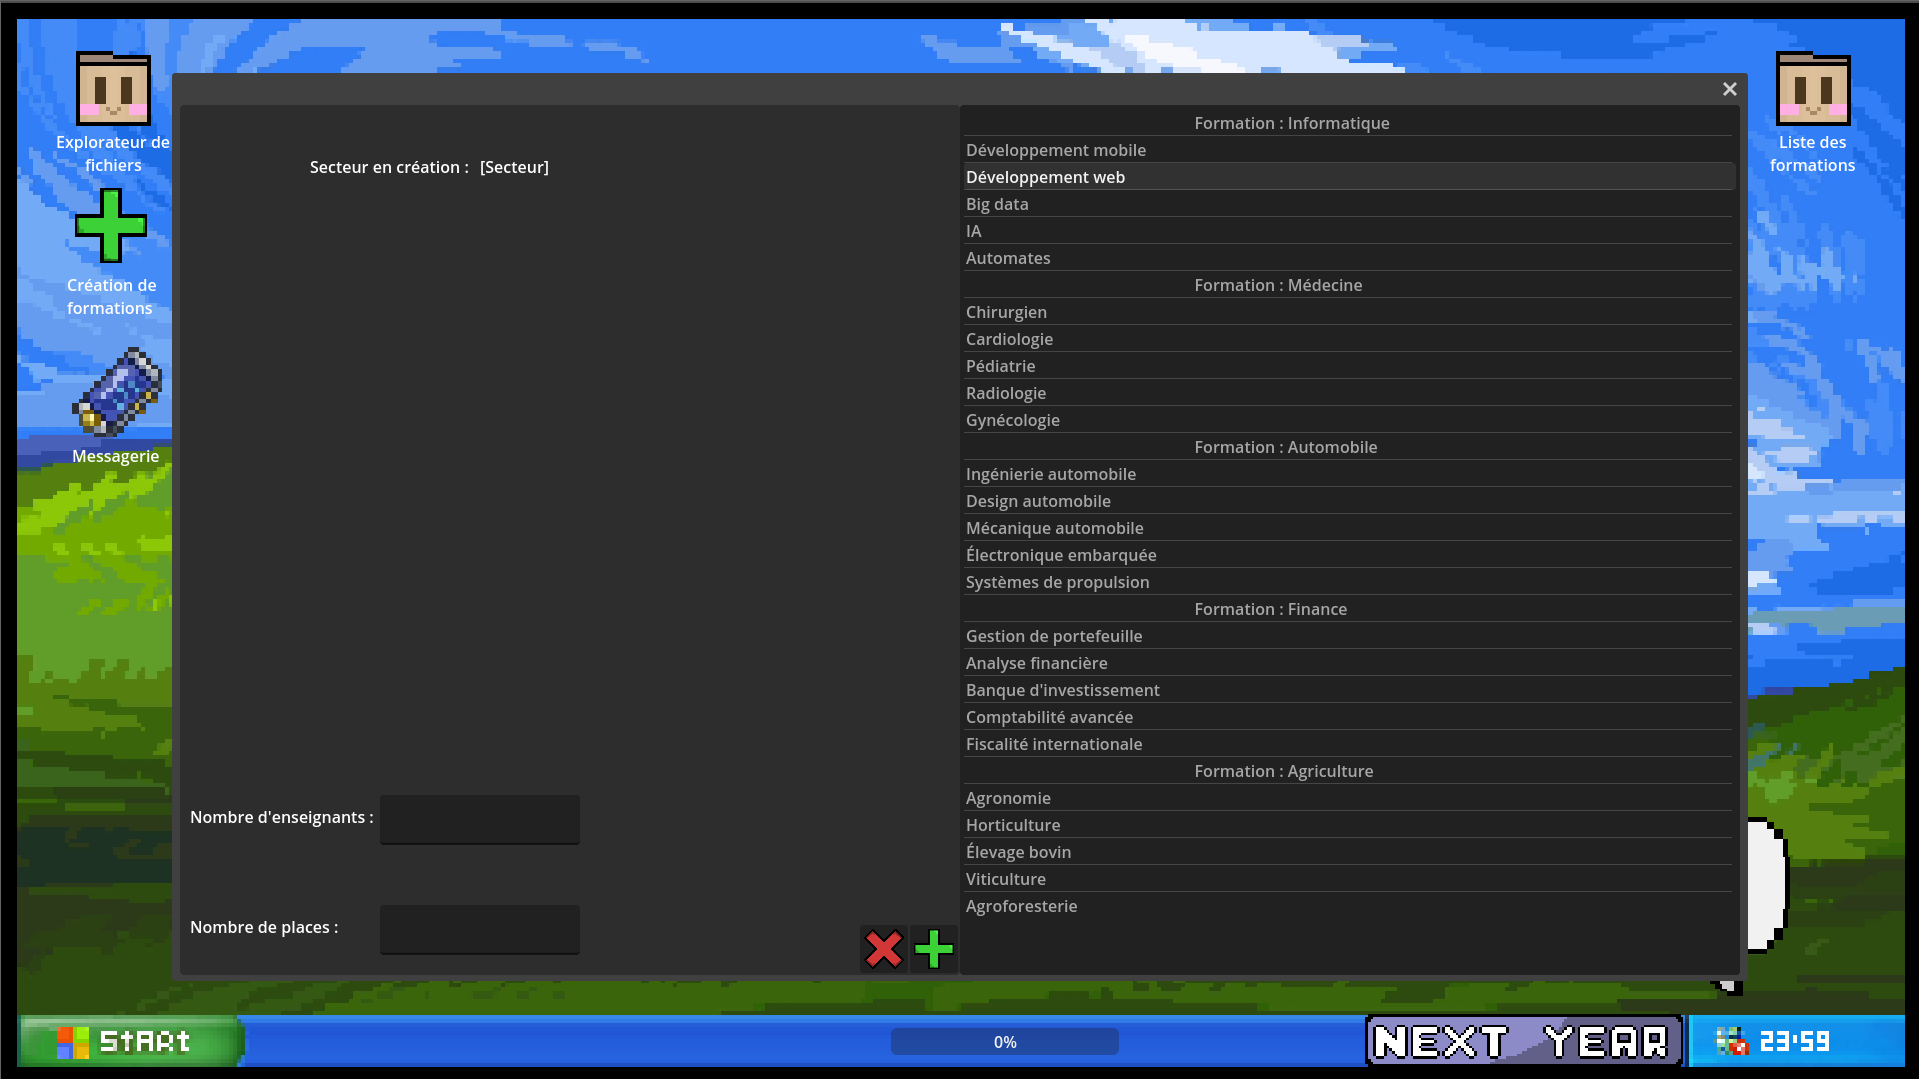 Explorateur de
fichiers
Création de
formations
Messagerie
Secteur en création : [Secteur]
Nombre d'enseignants :
Nombre de places :
Formation : Informatique
Développement mobile
Développement web
Big data
IA
Automates
Formation : Médecine
Chirurgien
Cardiologie
Pédiatrie
Radiologie
Gynécologie
Formation : Automobile
Ingénierie automobile
Design automobile
Mécanique automobile
Électronique embarquée
Systèmes de propulsion
Formation : Finance
Gestion de portefeuille
Analyse financière
Banque d'investissement
Comptabilité avancée
Fiscalité internationale
Formation : Agriculture
Agronomie
Horticulture
Élevage bovin
Viticulture
Agroforesterie
Liste des
formations
START
0%
NEXT YEAR
23:59